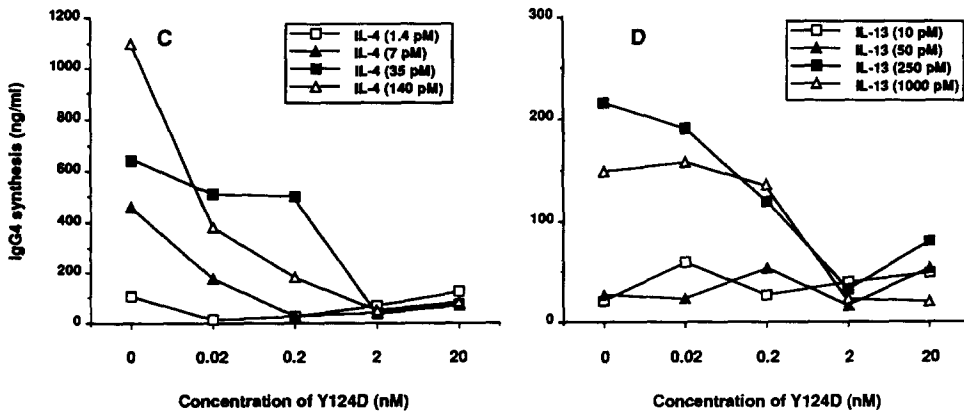 C
IL-4 (1.4 pM)
IL-4 (7 pM)
IL-4 (35 pM)
IL-4 (140 pM)
1200
1000
800
600
400
200
0
IgG4 synthesis (ng/ml)
0 0.02 0.2 2 20
Concentration of Y124D (nM)
D
IL-13 (10 pM)
IL-13 (50 pM)
IL-13 (250 pM)
IL-13 (1000 pM)
300
200
100
0
0 0.02 0.2 2 20
Concentration of Y124D (nM)